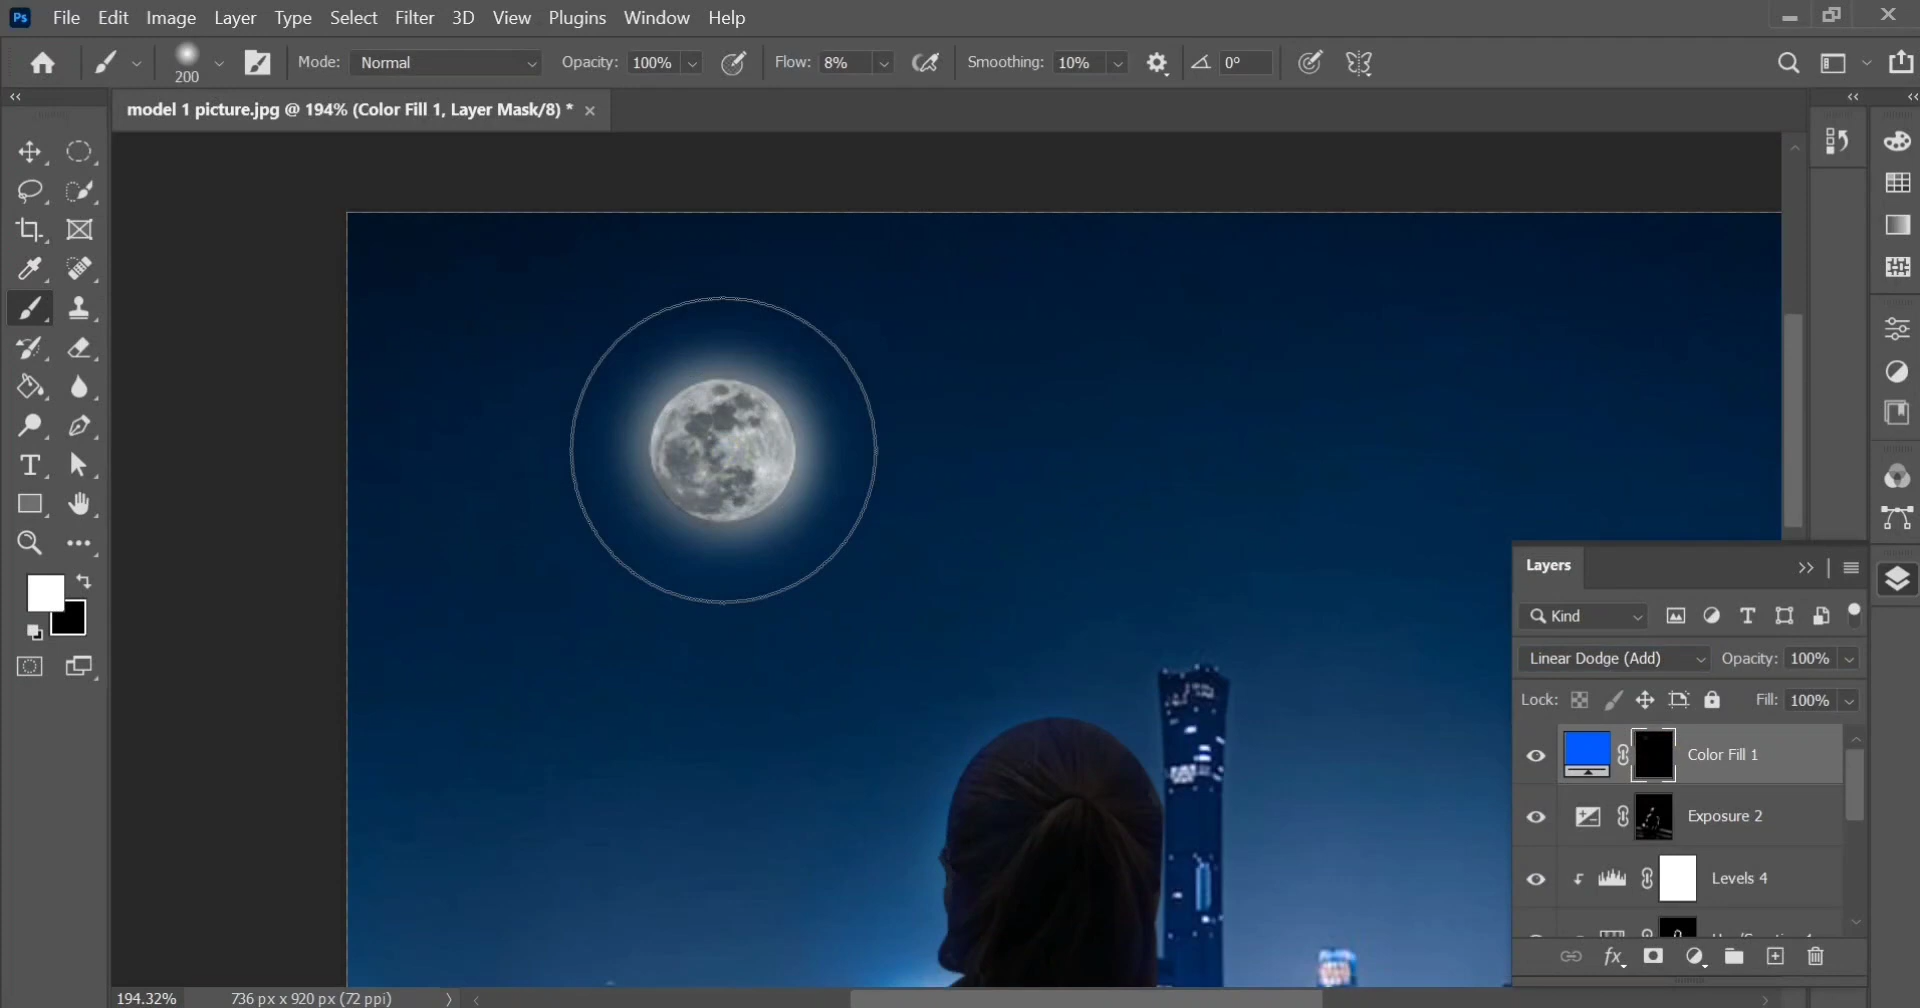 Ps File Edit Image Layer Type Select Filter 3D View Plugins Window Help
200 Mode: Normal Opacity: 100% Flow: 8% Smoothing: 10% 0°
model 1 picture.jpg @ 194% (Color Fill 1, Layer Mask/8) *
Layers
Kind
Linear Dodge (Add) Opacity: 100%
Lock: Fill: 100%
Color Fill 1
Exposure 2
Levels 4
fx
194.32% 736 px x 920 px (72 ppi)